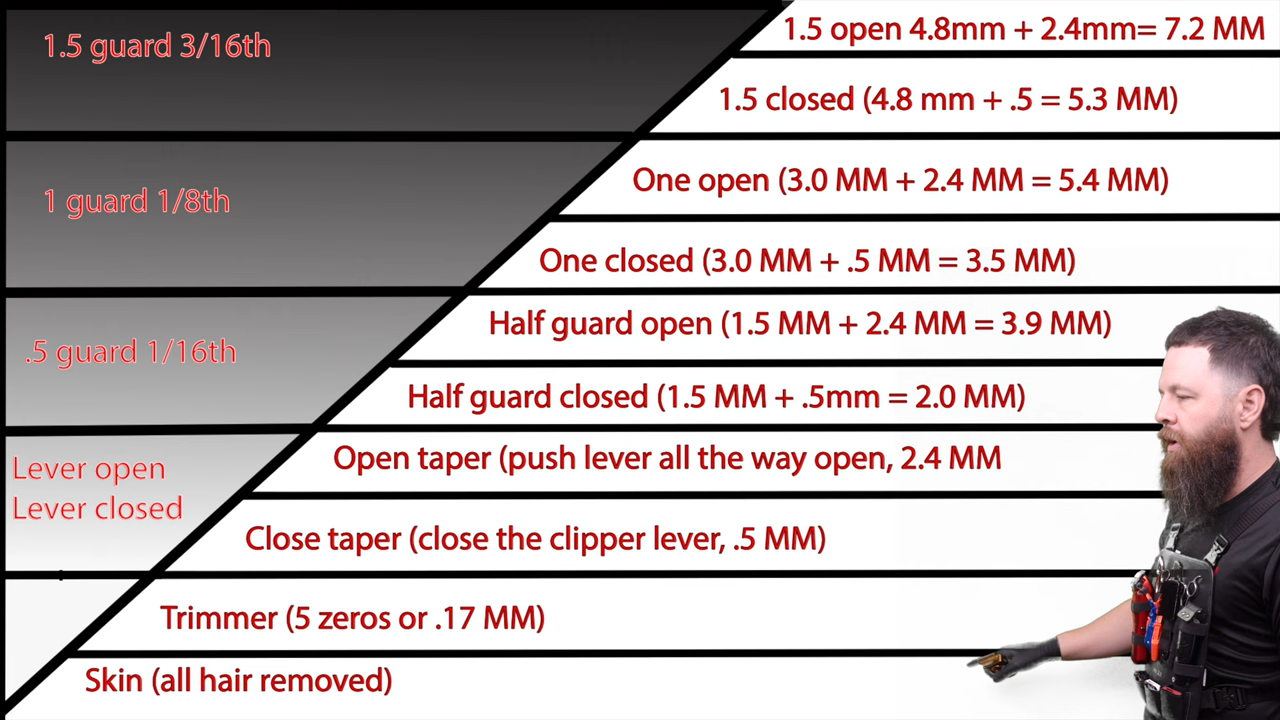 1.5 guard 3/16th
1.5 open 4.8mm + 2.4mm= 7.2 MM
1.5 closed (4.8 mm + .5 = 5.3 MM)
1 guard 1/8th
One open (3.0 MM + 2.4 MM = 5.4 MM)
One closed (3.0 MM + .5 MM = 3.5 MM)
.5 guard 1/16th
Half guard open (1.5 MM + 2.4 MM = 3.9 MM)
Half guard closed (1.5 MM + .5mm = 2.0 MM)
Lever open
Lever closed
Open taper (push lever all the way open, 2.4 MM
Close taper (close the clipper lever, .5 MM)
Trimmer (5 zeros or .17 MM)
Skin (all hair removed)